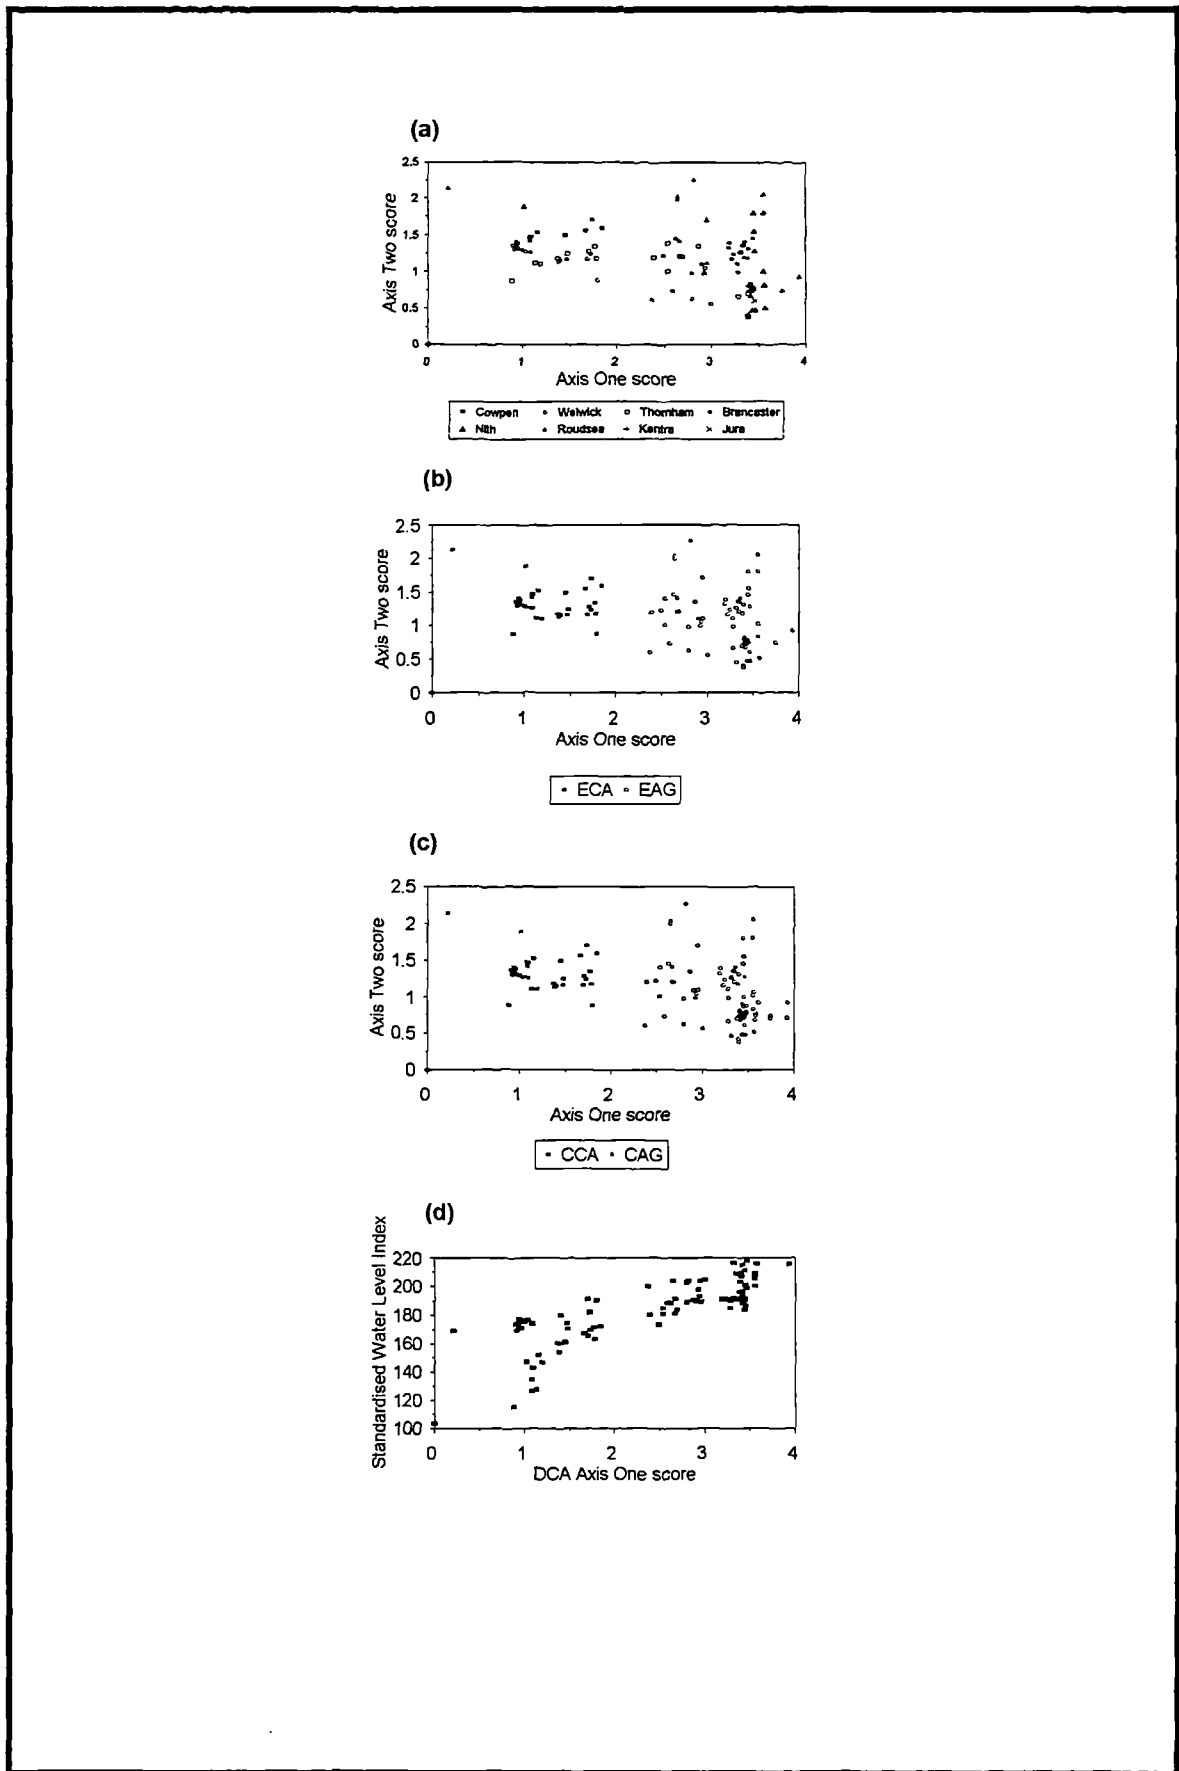 (a)
2.5
2
1.5
1
0.5
0
Axis Two score
0 1 2 3 4
Axis One score
Cowpen Welwick Thornham Brancaster
Nith Roudsea Kentra Jura
(b)
2.5
2
1.5
1
0.5
0
Axis Two score
0 1 2 3 4
Axis One score
ECA EAG
(c)
2.5
2
1.5
1
0.5
0
Axis Two score
0 1 2 3 4
Axis One score
CCA CAG
(d)
220
200
180
160
140
120
100
Standardised Water Level Index
0 1 2 3 4
DCA Axis One score